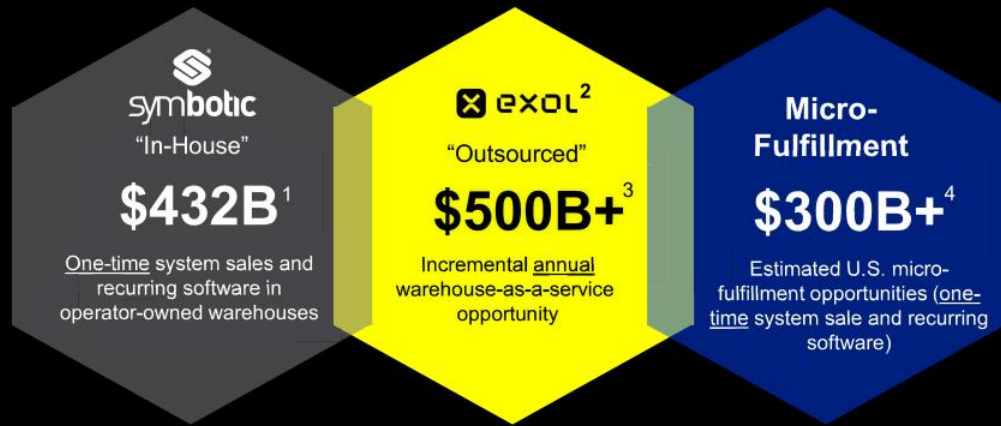 symbotic
"In-House"
$432B¹
One-time system sales and
recurring software in
operator-owned warehouses
exol²
"Outsourced"
$500B+³
Incremental annual
warehouse-as-a-service
opportunity
Micro-
Fulfillment
$300B+⁴
Estimated U.S. micro-
fulfillment opportunities (one-
time system sale and recurring
software)